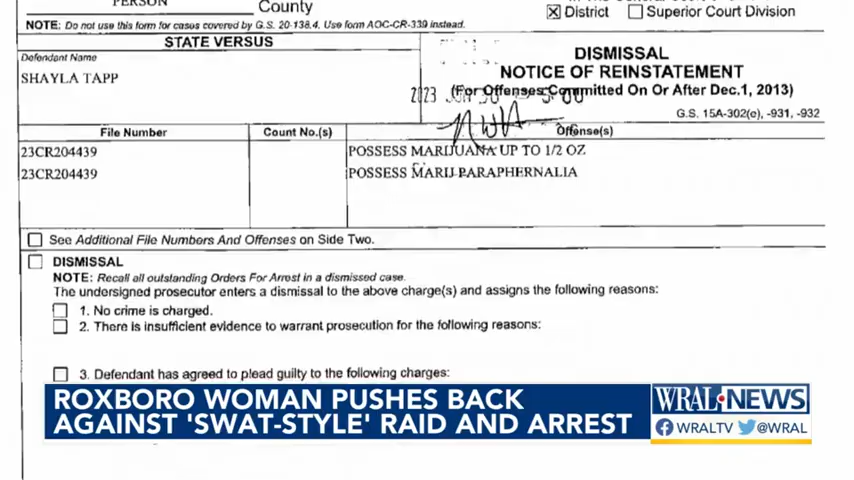 PERSON
County
District
Superior Court Division
NOTE: Do not use this form for cases covered by G.S. 20-138.4. Use form AOC-CR-339 instead.
STATE VERSUS
Defendant Name
SHAYLA TAPP
DISMISSAL
NOTICE OF REINSTATEMENT
(For Offenses Committed On Or After Dec.1, 2013)
G.S. 15A-302(e), -931, -932
File Number Count No.(s) Offense(s)
23CR204439 POSSESS MARIJUANA UP TO 1/2 OZ
23CR204439 POSSESS MARIJ PARAPHERNALIA
See Additional File Numbers And Offenses on Side Two.
DISMISSAL
NOTE: Recall all outstanding Orders For Arrest in a dismissed case.
The undersigned prosecutor enters a dismissal to the above charge(s) and assigns the following reasons:
1. No crime is charged.
2. There is insufficient evidence to warrant prosecution for the following reasons:
3. Defendant has agreed to plead guilty to the following charges:
ROXBORO WOMAN PUSHES BACK
AGAINST 'SWAT-STYLE' RAID AND ARREST
WRAL NEWS
WRALTV @WRAL